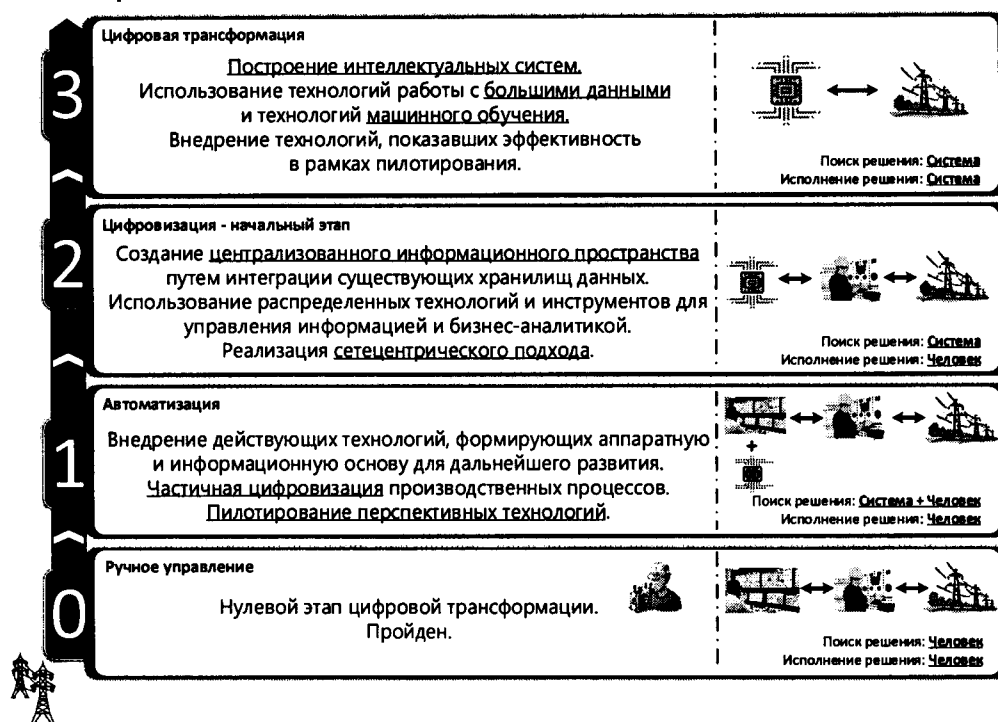 3
Цифровая трансформация
Построение интеллектуальных систем.
Использование технологий работы с большими данными
и технологий машинного обучения.
Внедрение технологий, показавших эффективность
в рамках пилотирования.
Поиск решения: Система
Исполнение решения: Система
2
Цифровизация - начальный этап
Создание централизованного информационного пространства
путем интеграции существующих хранилищ данных.
Использование распределенных технологий и инструментов для
управления информацией и бизнес-аналитикой.
Реализация сетецентрического подхода.
Поиск решения: Система
Исполнение решения: Человек
1
Автоматизация
Внедрение действующих технологий, формирующих аппаратную
и информационную основу для дальнейшего развития.
Частичная цифровизация производственных процессов.
Пилотирование перспективных технологий.
+
Поиск решения: Система + Человек
Исполнение решения: Человек
0
Ручное управление
Нулевой этап цифровой трансформации.
Пройден.
Поиск решения: Человек
Исполнение решения: Человек